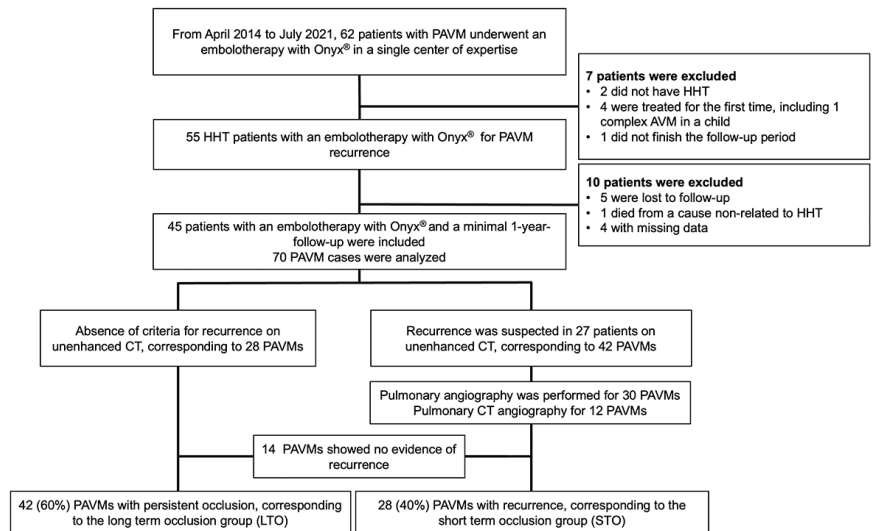 From April 2014 to July 2021, 62 patients with PAVM underwent an
embolotherapy with Onyx® in a single center of expertise
7 patients were excluded
• 2 did not have HHT
• 4 were treated for the first time, including 1
complex AVM in a child
• 1 did not finish the follow-up period
55 HHT patients with an embolotherapy with Onyx® for PAVM
recurrence
10 patients were excluded
• 5 were lost to follow-up
• 1 died from a cause non-related to HHT
• 4 with missing data
45 patients with an embolotherapy with Onyx® and a minimal 1-year-
follow-up were included
70 PAVM cases were analyzed
Absence of criteria for recurrence on
unenhanced CT, corresponding to 28 PAVMs
Recurrence was suspected in 27 patients on
unenhanced CT, corresponding to 42 PAVMs
Pulmonary angiography was performed for 30 PAVMs
Pulmonary CT angiography for 12 PAVMs
14 PAVMs showed no evidence of
recurrence
42 (60%) PAVMs with persistent occlusion, corresponding
to the long term occlusion group (LTO)
28 (40%) PAVMs with recurrence, corresponding to the
short term occlusion group (STO)